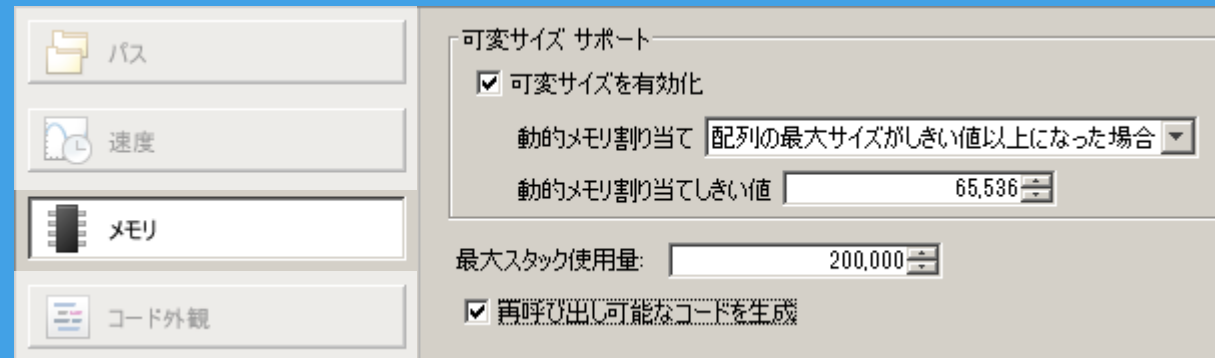 パス
速度
メモリ
コード外観
可変サイズ サポート
可変サイズを有効化
動的メモリ割り当て 配列の最大サイズがしきい値以上になった場合
動的メモリ割り当てしきい値 65,536
最大スタック使用量: 200,000
再呼び出し可能なコードを生成